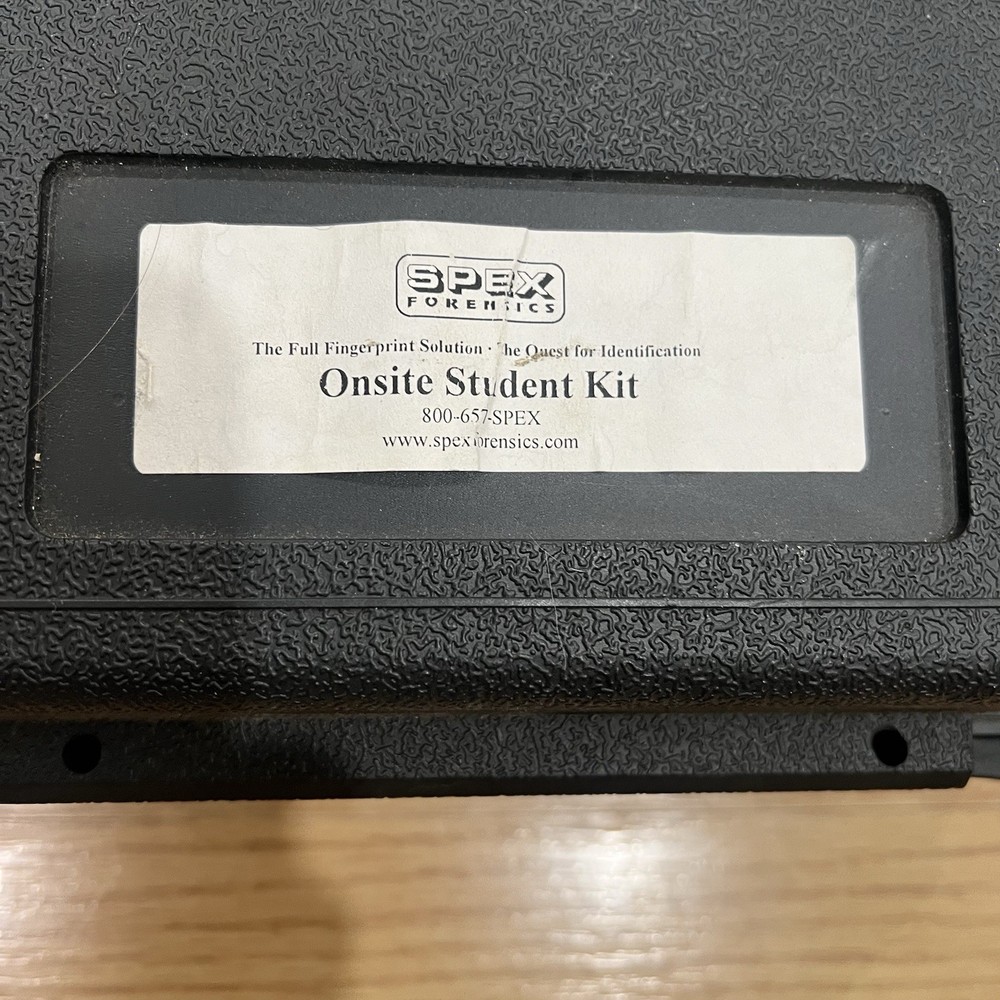 SPEX
FORENSICS
The Full Fingerprint Solution · The Quest for Identification
Onsite Student Kit
800-657-SPEX
www.spexforensics.com